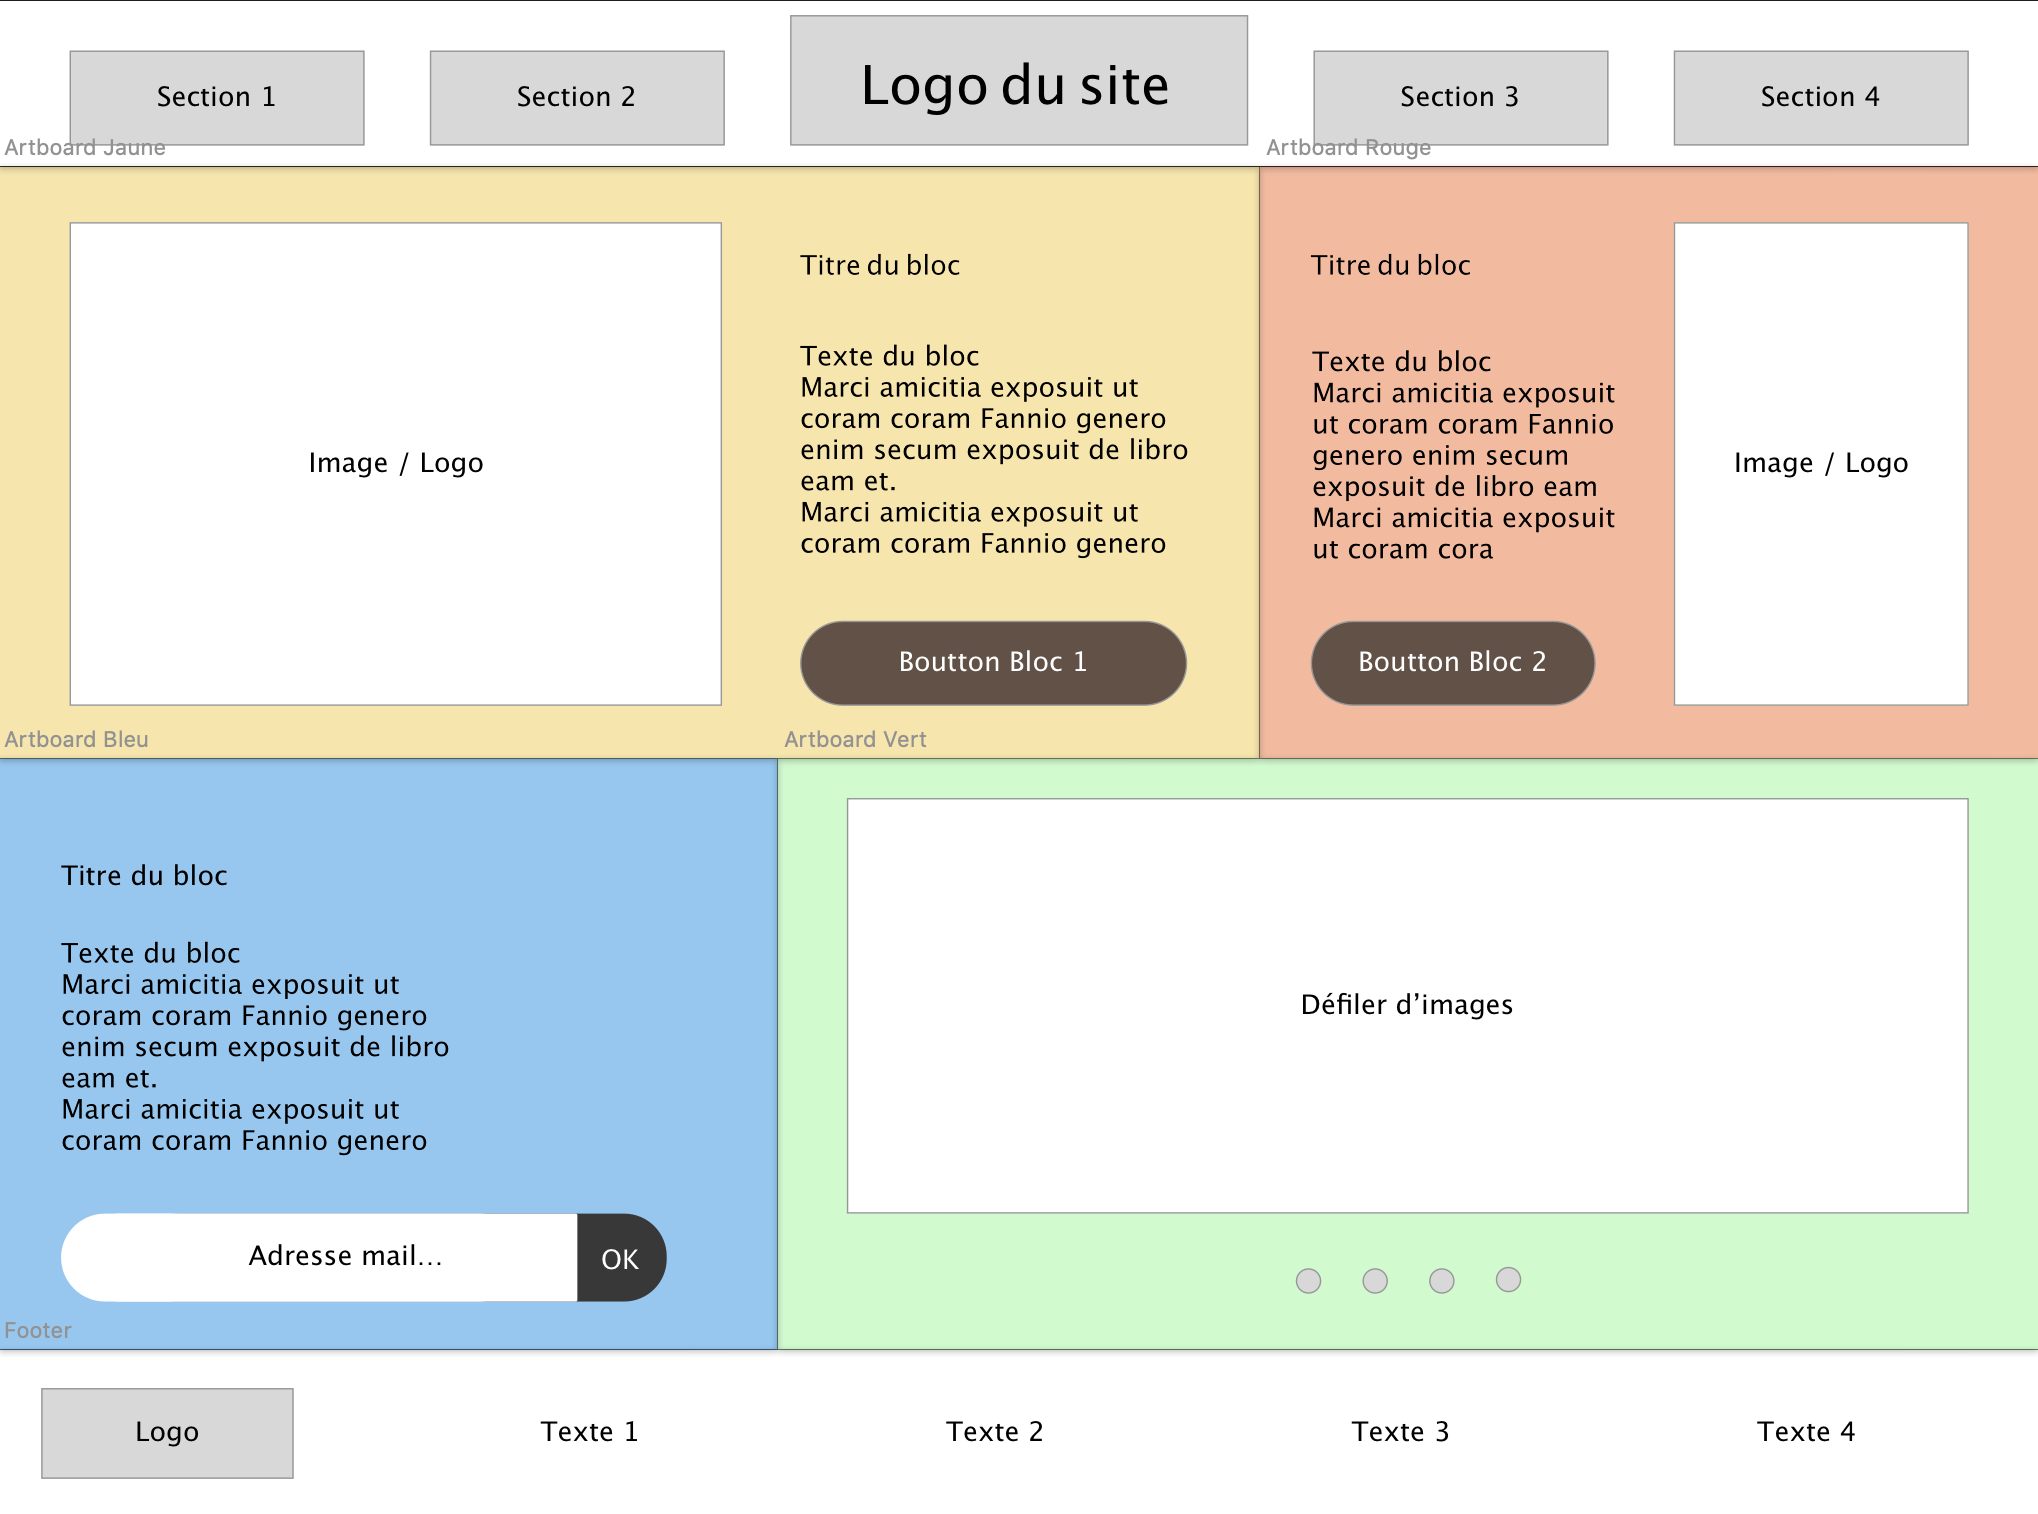 Section 1
Section 2
Logo du site
Section 3
Section 4
Artboard Jaune
Artboard Rouge
Image / Logo
Titre du bloc
Texte du bloc
Marci amicitia exposuit ut
coram coram Fannio genero
enim secum exposuit de libro
eam et.
Marci amicitia exposuit ut
coram coram Fannio genero
Boutton Bloc 1
Titre du bloc
Texte du bloc
Marci amicitia exposuit
ut coram coram Fannio
genero enim secum
exposuit de libro eam
Marci amicitia exposuit
ut coram cora
Boutton Bloc 2
Image / Logo
Artboard Bleu
Artboard Vert
Titre du bloc
Texte du bloc
Marci amicitia exposuit ut
coram coram Fannio genero
enim secum exposuit de libro
eam et.
Marci amicitia exposuit ut
coram coram Fannio genero
Adresse mail...
OK
Défiler d’images
Footer
Logo
Texte 1
Texte 2
Texte 3
Texte 4